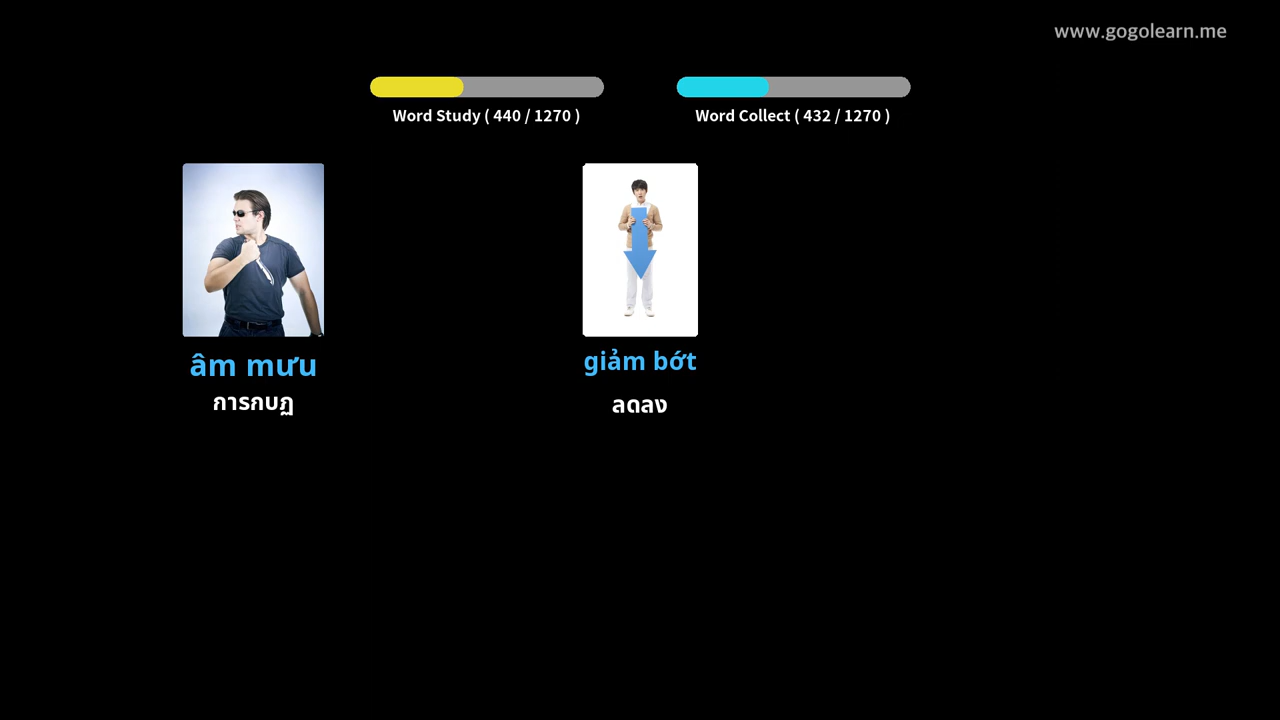 www.gogolearn.me
Word Study ( 440 / 1270 )
Word Collect ( 432 / 1270 )
âm mưu
การกบฏ
giảm bớt
ลดลง